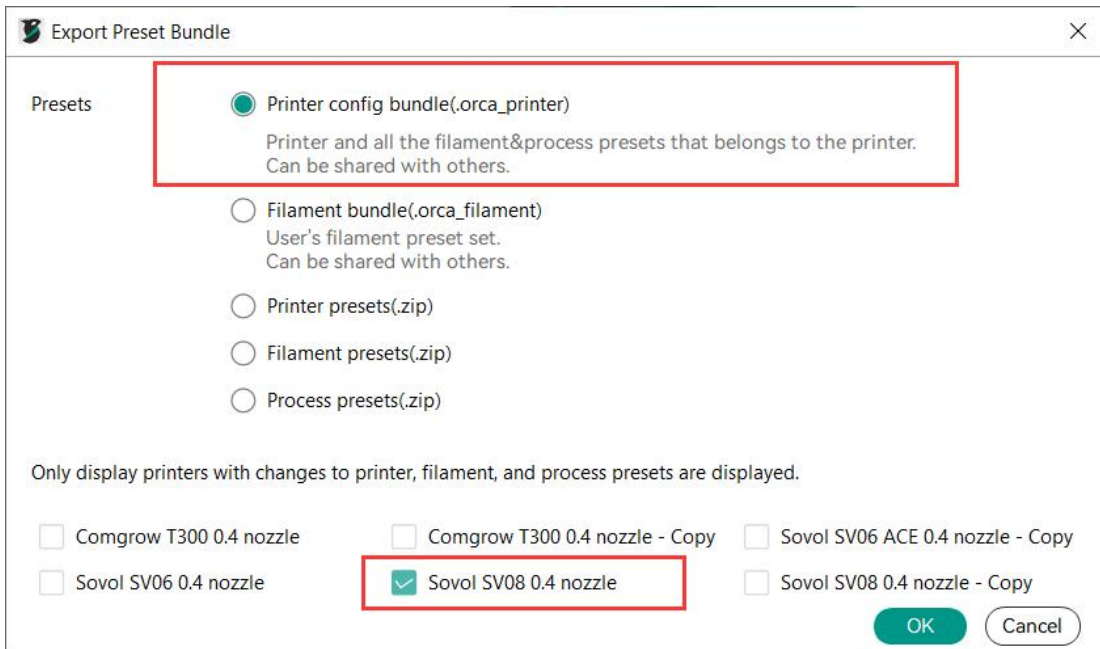 Export Preset Bundle
Presets
Printer config bundle(.orca_printer)
Printer and all the filament&process presets that belongs to the printer.
Can be shared with others.
Filament bundle(.orca_filament)
User's filament preset set.
Can be shared with others.
Printer presets(.zip)
Filament presets(.zip)
Process presets(.zip)
Only display printers with changes to printer, filament, and process presets are displayed.
Comgrow T300 0.4 nozzle
Comgrow T300 0.4 nozzle - Copy
Sovol SV06 ACE 0.4 nozzle - Copy
Sovol SV06 0.4 nozzle
Sovol SV08 0.4 nozzle
Sovol SV08 0.4 nozzle - Copy
OK
Cancel